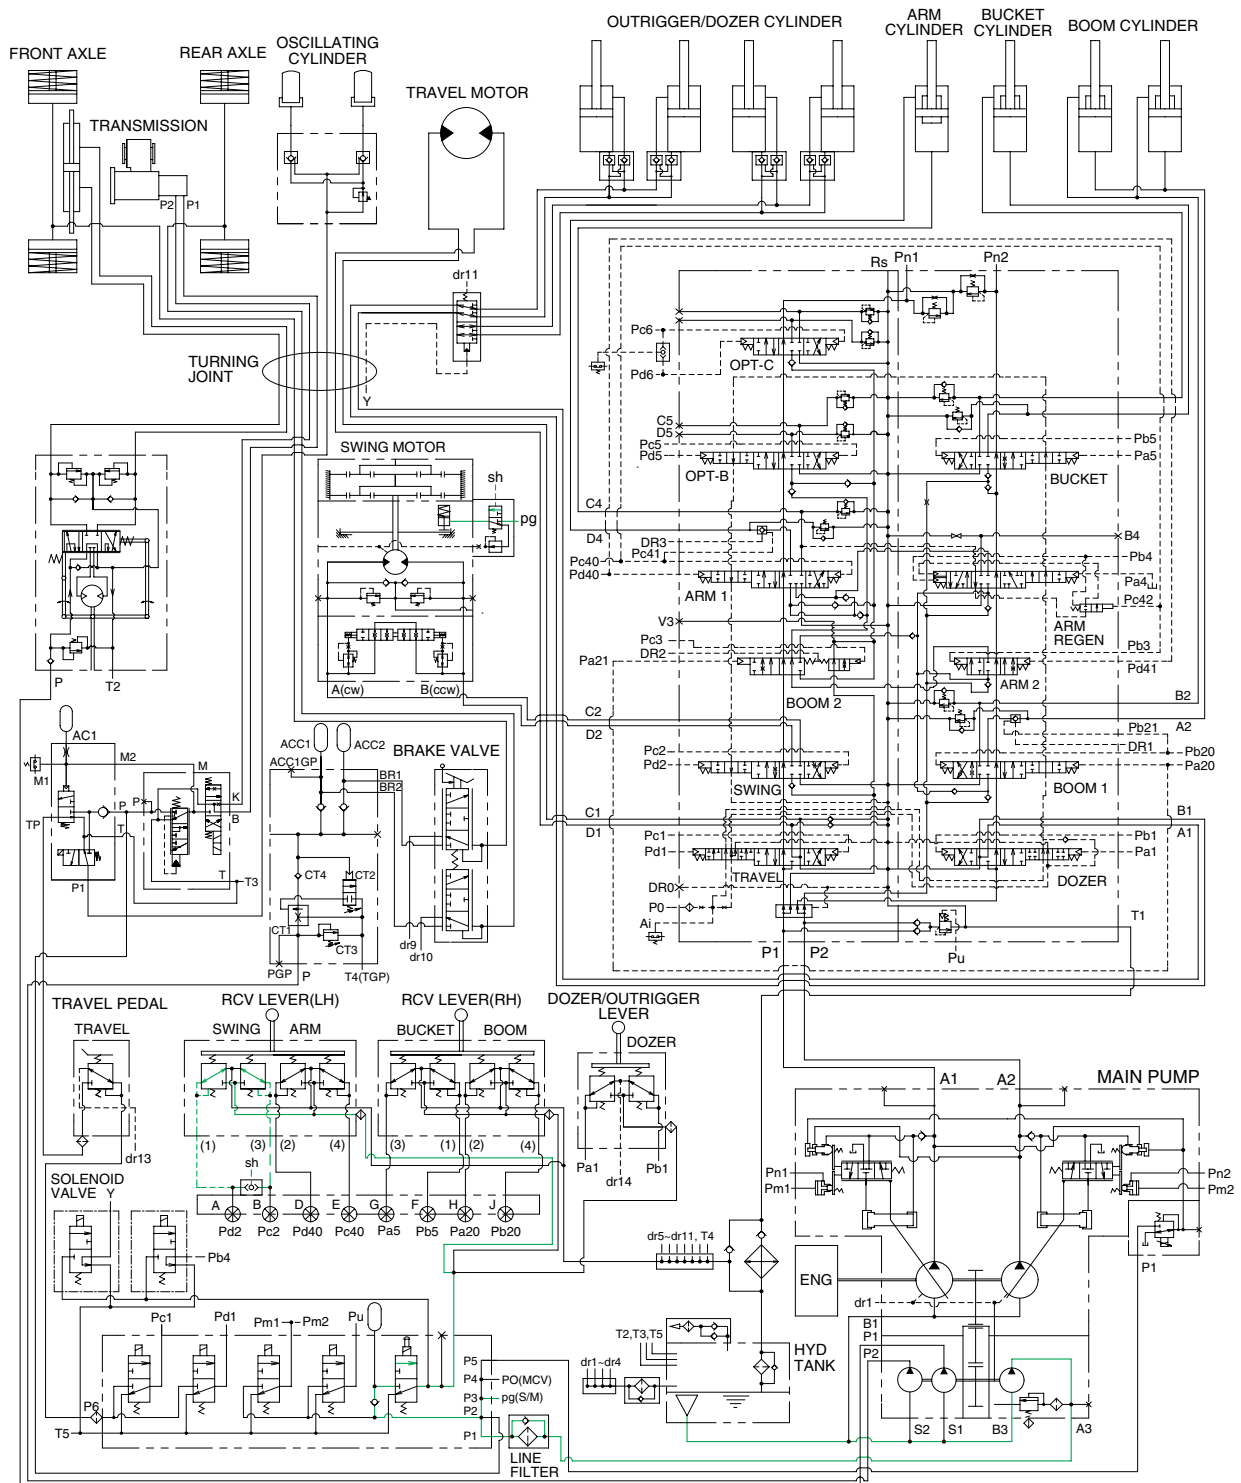 OUTRIGGER/DOZER CYLINDER
ARM
CYLINDER
BUCKET
CYLINDER
BOOM CYLINDER
FRONT AXLE
REAR AXLE
OSCILLATING
CYLINDER
TRAVEL MOTOR
TRANSMISSION
P2
P1
dr11
Rs
Pn1
Pn2
TURNING
JOINT
Y
Pc6
Pd6
OPT-C
C5
D5
Pc5
Pd5
OPT-B
Pb5
Pa5
BUCKET
SWING MOTOR
sh
pg
C4
D4
DR3
Pc41
Pc40
Pd40
ARM 1
B4
Pb4
Pa4
Pc42
ARM
REGEN
V3
Pc3
DR2
Pa21
BOOM 2
Pb3
Pd41
ARM 2
P
T2
A(cw)
B(ccw)
C2
D2
B2
A2
Pb21
DR1
Pb20
Pa20
BOOM 1
Pc2
Pd2
SWING
AC1
M2
M
M1
TP
P
T
P
K
B
T
T3
P1
ACC1
ACC2
ACC1GP
BR1
BR2
BRAKE VALVE
CT4
CT2
CT1
CT3
PGP
P
T4(TGP)
dr9
dr10
C1
D1
Pc1
Pd1
TRAVEL
B1
A1
Pb1
Pa1
DOZER
DR0
P0
Ai
T1
P1
P2
Pu
TRAVEL PEDAL
TRAVEL
dr13
RCV LEVER(LH)
SWING
ARM
RCV LEVER(RH)
BUCKET
BOOM
DOZER/OUTRIGGER
LEVER
DOZER
(1)
(3)
(2)
(4)
(3)
(1)
(2)
(4)
sh
Pa1
Pb1
dr14
A
B
D
E
G
F
H
J
Pd2
Pc2
Pd40
Pc40
Pa5
Pb5
Pa20
Pb20
SOLENOID
VALVE
Y
Pb4
Pc1
Pd1
Pm1
Pm2
Pu
P6
T5
P5
P4
PO(MCV)
P3
pg(S/M)
P2
P1
LINE
FILTER
dr5~dr11, T4
T2,T3,T5
dr1~dr4
HYD
TANK
A1
A2
MAIN PUMP
Pn1
Pm1
Pn2
Pm2
P1
ENG
dr1
B1
P1
P2
S2
S1
B3
A3